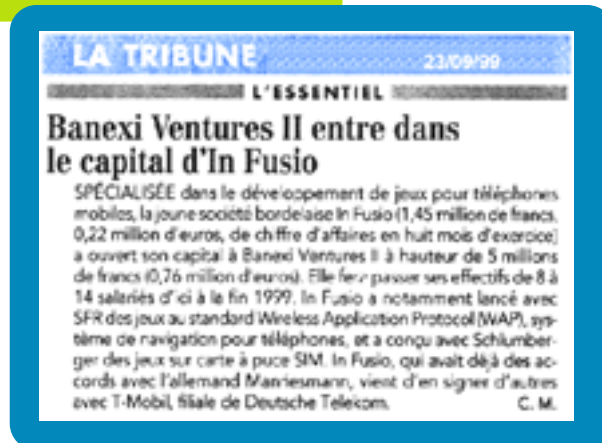 LA TRIBUNE 23/09/99
L'ESSENTIEL
Banexi Ventures II entre dans
le capital d'In Fusio
SPÉCIALISÉE dans le développement de jeux pour téléphones
mobiles, la jeune société bordelaise In Fusio (1,45 million de francs,
0,22 million d'euros, de chiffre d'affaires en huit mois d'exercice)
a ouvert son capital à Banexi Ventures II à hauteur de 5 millions
de francs (0,76 million d'euros). Elle fera passer ses effectifs de 8 à
14 salariés d'ici à la fin 1999. In Fusio a notamment lancé avec
SFR des jeux au standard Wireless Application Protocol (WAP), sys-
tème de navigation pour téléphones, et a conçu avec Schlumber-
ger des jeux sur carte à puce SIM. In Fusio, qui avait déjà des ac-
cords avec l'allemand Mannesmann, vient d'en signer d'autres
avec T-Mobil, filiale de Deutsche Telekom. C. M.